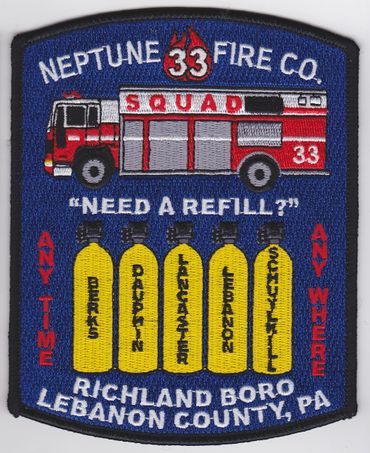 NEPTUNE 33 FIRE CO.
SQUAD
33
"NEED A REFILL?"
ANY TIME
BERKS
DAUPHIN
LANCASTER
LEBANON
SCHUYLKILL
ANY WHERE
RICHLAND BORO
LEBANON COUNTY, PA